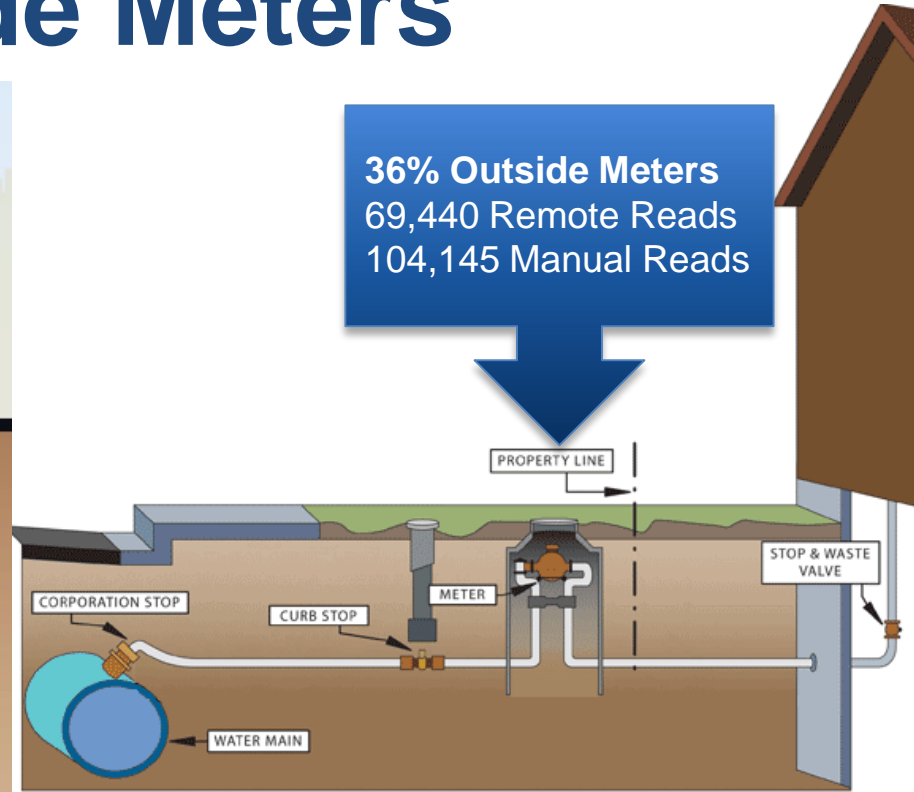 de Meters
36% Outside Meters
69,440 Remote Reads
104,145 Manual Reads
PROPERTY LINE
STOP & WASTE
VALVE
METER
CORPORATION STOP
CURB STOP
WATER MAIN